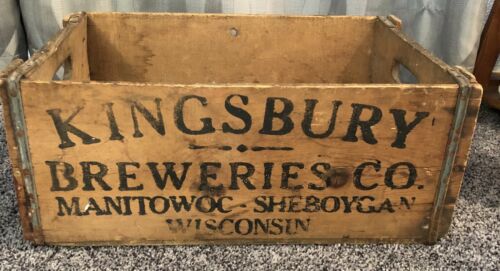 KINGSBURY
BREWERIES CO.
MANITOWOC - SHEBOYGAN
WISCONSIN